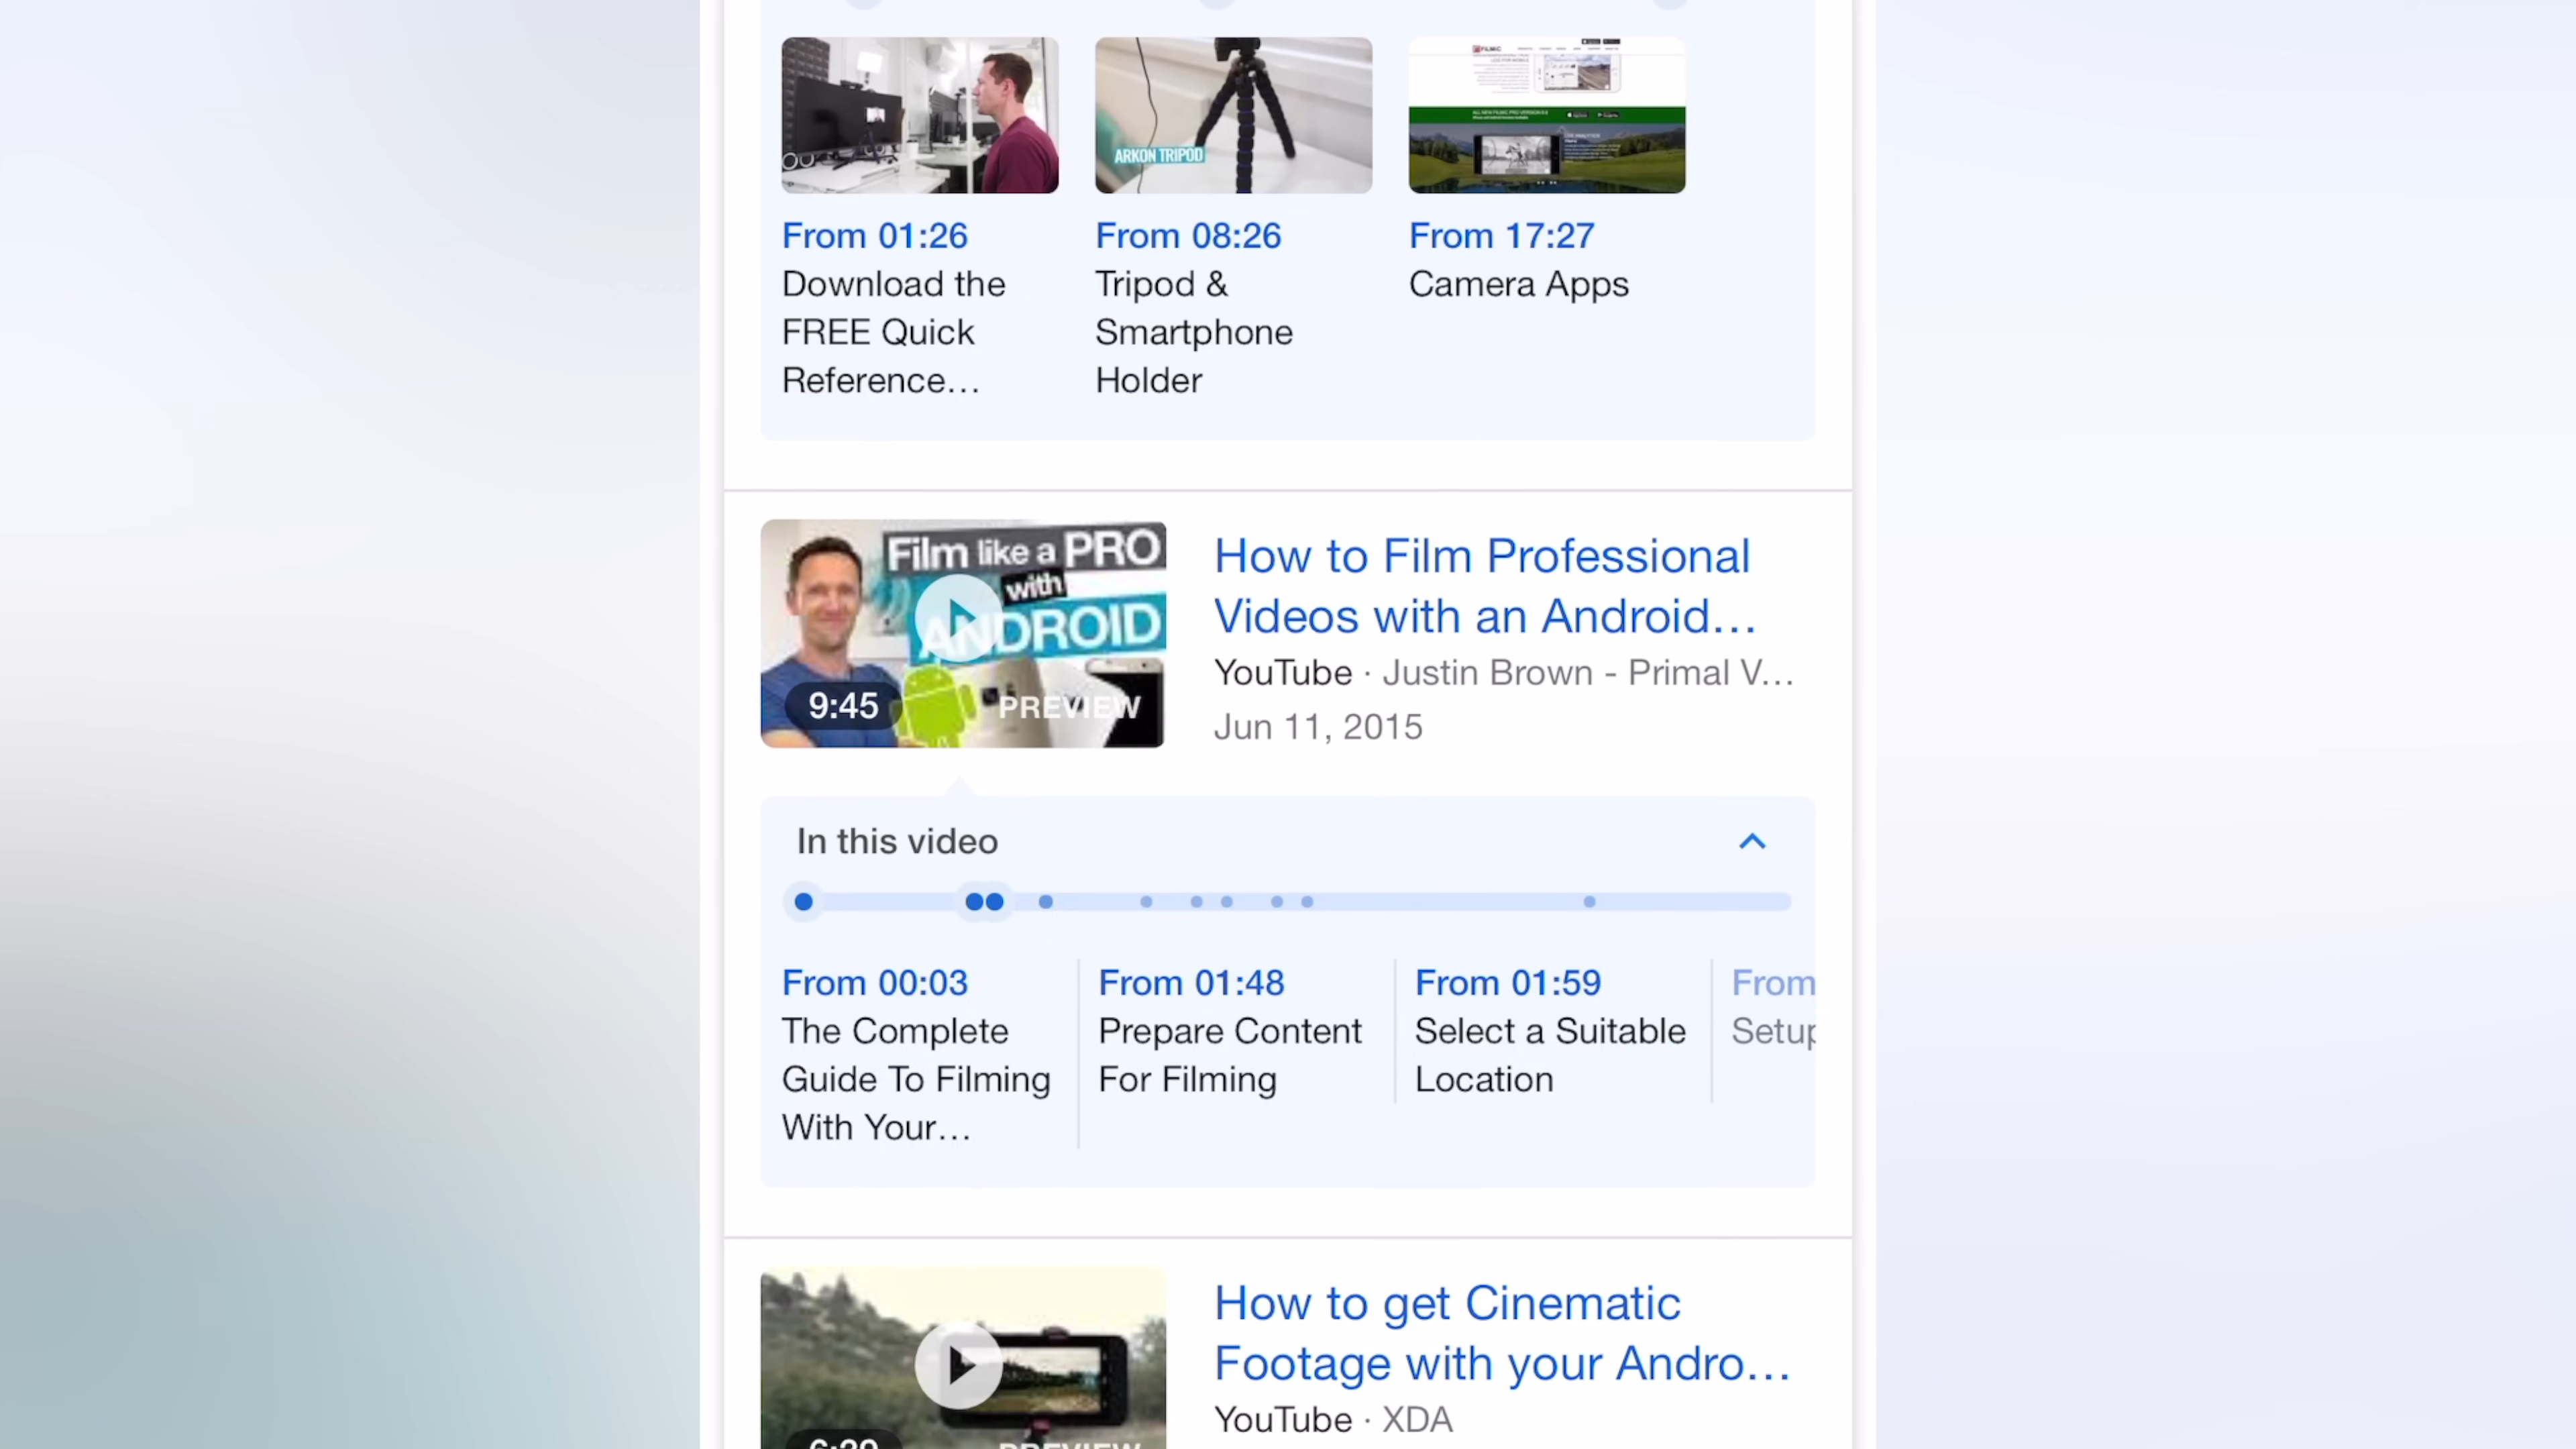 ARKON TRIPOD
FILMIC
From 01:26
Download the
FREE Quick
Reference...
From 08:26
Tripod &
Smartphone
Holder
From 17:27
Camera Apps
Film like a PRO
with
ANDROID
9:45
PREVIEW
How to Film Professional
Videos with an Android...
YouTube · Justin Brown - Primal V...
Jun 11, 2015
In this video
From 00:03
The Complete
Guide To Filming
With Your...
From 01:48
Prepare Content
For Filming
From 01:59
Select a Suitable
Location
From
Setup
How to get Cinematic
Footage with your Andro...
YouTube · XDA
PREVIEW